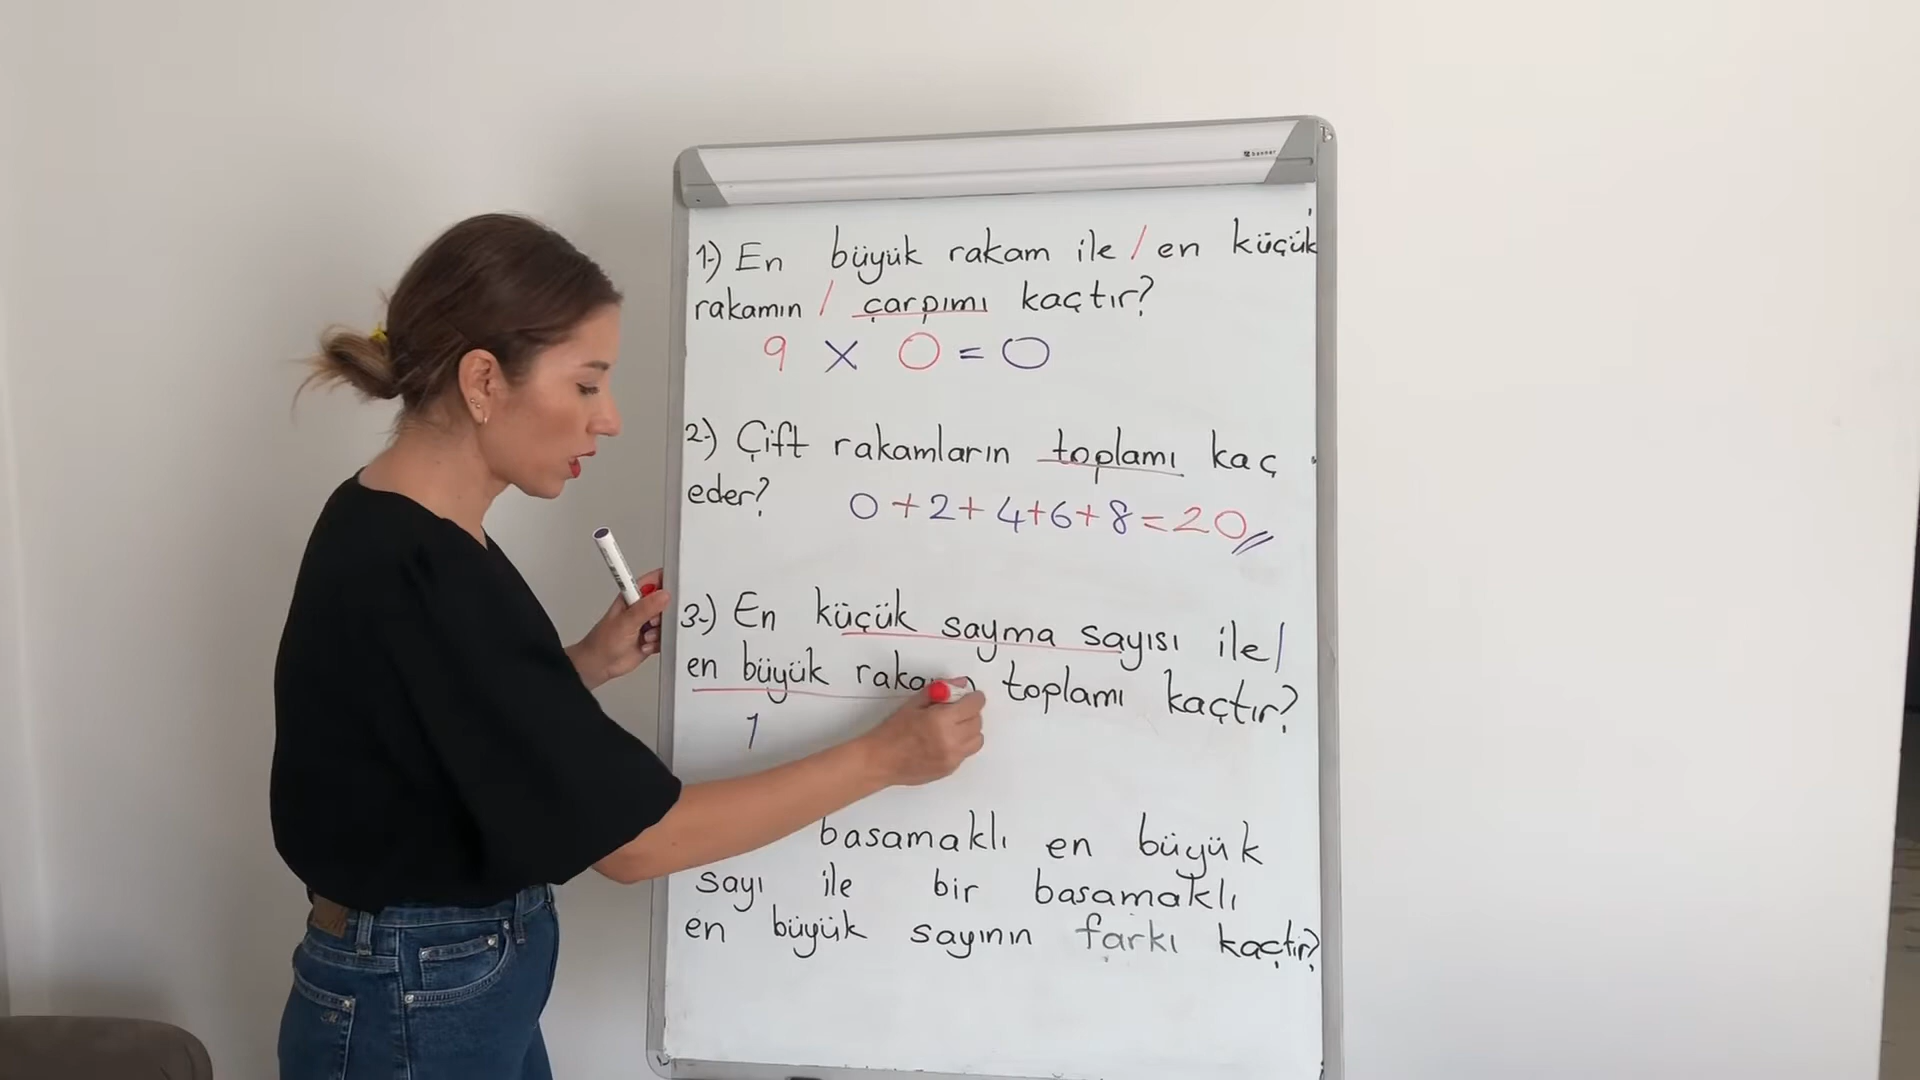 1-) En büyük rakam ile / en küçük
rakamın / çarpımı kaçtır?
9 x 0 = 0
2-) Çift rakamların toplamı kaç
eder? 0+2+4+6+8=20
3-) En küçük sayma sayısı ile/
en büyük toplamı kaçtır?
1
basamaklı en büyük
sayı ile bir basamaklı
en büyük sayının farkı kaçtır?